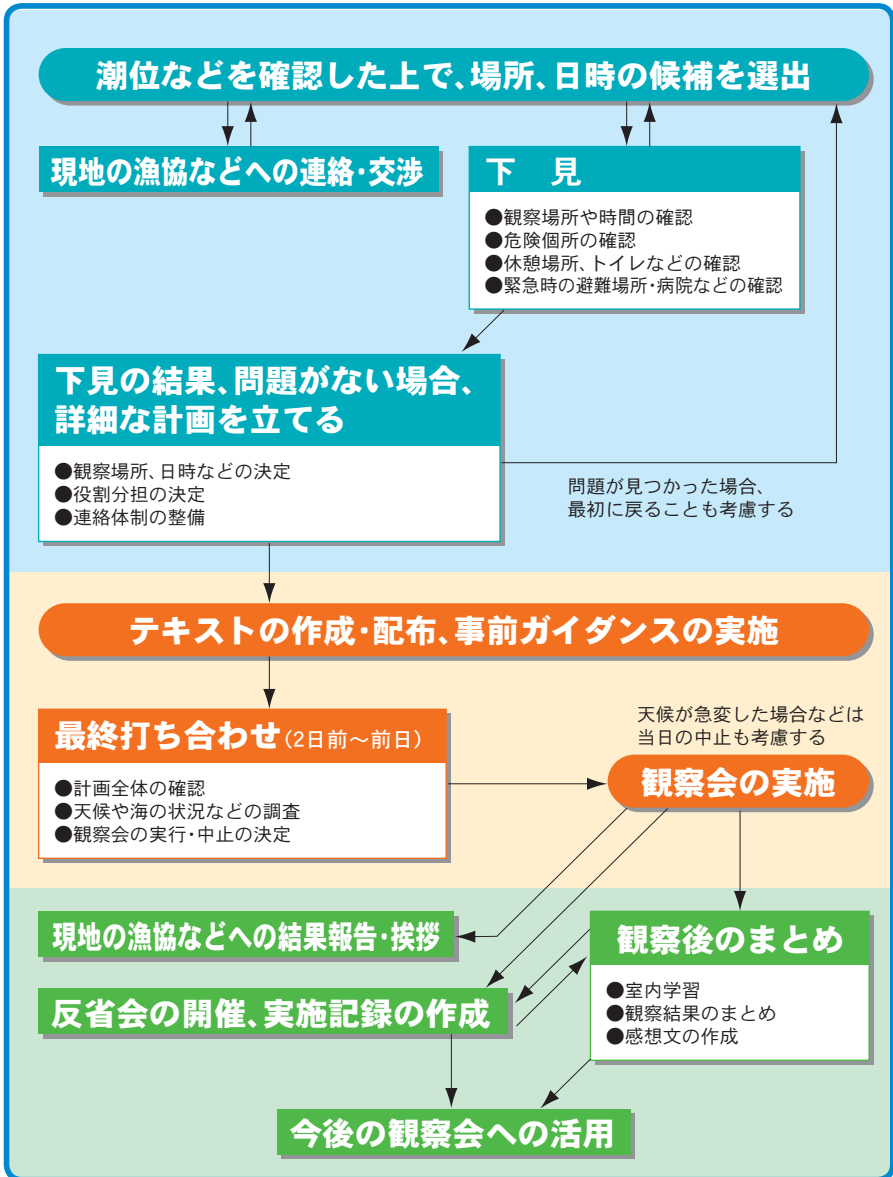 潮位などを確認した上で、場所、日時の候補を選出
現地の漁協などへの連絡・交渉
下 見
●観察場所や時間の確認
●危険個所の確認
●休憩場所、トイレなどの確認
●緊急時の避難場所・病院などの確認
下見の結果、問題がない場合、
詳細な計画を立てる
●観察場所、日時などの決定
●役割分担の決定
●連絡体制の整備
問題が見つかった場合、
最初に戻ることも考慮する
テキストの作成・配布、事前ガイダンスの実施
最終打ち合わせ(2日前〜前日)
●計画全体の確認
●天候や海の状況などの調査
●観察会の実行・中止の決定
天候が急変した場合などは
当日の中止も考慮する
観察会の実施
現地の漁協などへの結果報告・挨拶
反省会の開催、実施記録の作成
観察後のまとめ
●室内学習
●観察結果のまとめ
●感想文の作成
今後の観察会への活用